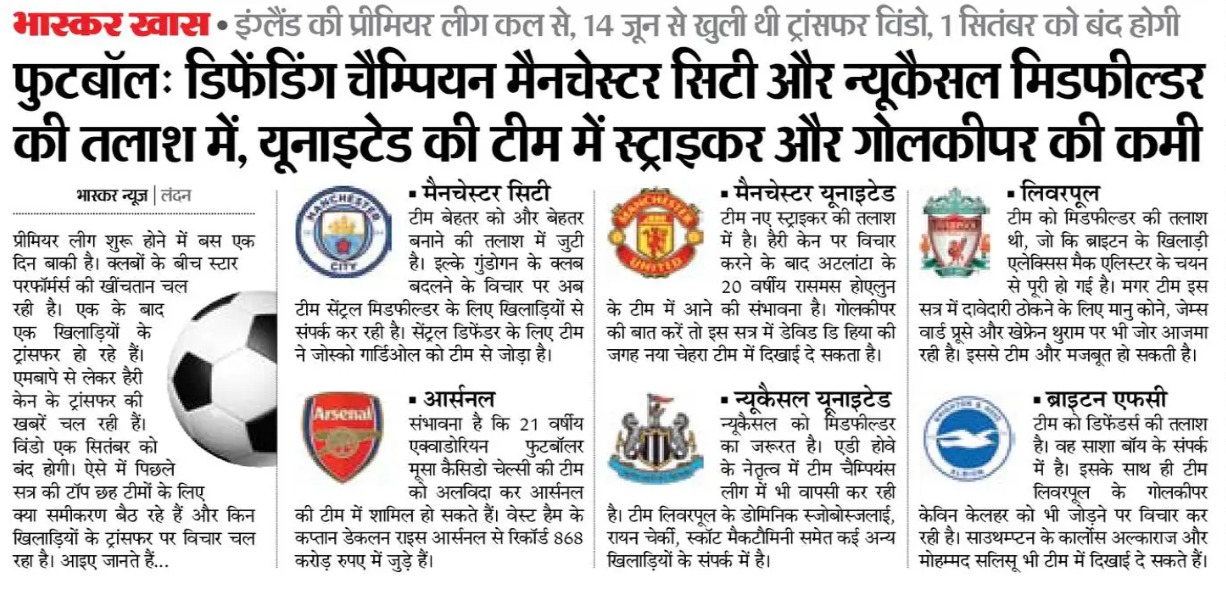 भास्कर खास • इंग्लैंड की प्रीमियर लीग कल से, 14 जून से खुली थी ट्रांसफर विंडो, 1 सितंबर को बंद होगी
फुटबॉलः डिफेंडिंग चैम्पियन मैनचेस्टर सिटी और न्यूकैसल मिडफील्डर
की तलाश में, यूनाइटेड की टीम में स्ट्राइकर और गोलकीपर की कमी
भास्कर न्यूज | लंदन
प्रीमियर लीग शुरू होने में बस एक
दिन बाकी है। क्लबों के बीच स्टार
परफॉर्मर्स की खींचतान चल
रही है। एक के बाद
एक खिलाड़ियों के
ट्रांसफर हो रहे हैं।
एमबापे से लेकर हैरी
केन के ट्रांसफर की
खबरें चल रही हैं।
विंडो एक सितंबर को
बंद होगी। ऐसे में पिछले
सत्र की टॉप छह टीमों के लिए
क्या समीकरण बैठ रहे हैं और किन
खिलाड़ियों के ट्रांसफर पर विचार चल
रहा है। आइए जानते हैं...
MANCHESTER
CITY
▪ मैनचेस्टर सिटी
टीम बेहतर को और बेहतर
बनाने की तलाश में जुटी
है। इल्के गुंडोगन के क्लब
बदलने के विचार पर अब
टीम सेंट्रल मिडफील्डर के लिए खिलाड़ियों से
संपर्क कर रही है। सेंट्रल डिफेंडर के लिए टीम
ने जोस्को गार्डिओल को टीम से जोड़ा है।
Arsenal
▪ आर्सनल
संभावना है कि 21 वर्षीय
एक्वाडोरियन फुटबॉलर
मूसा कैसिडो चेल्सी की टीम
को अलविदा कर आर्सनल
की टीम में शामिल हो सकते हैं। वेस्ट हैम के
कप्तान डेकलन राइस आर्सनल से रिकॉर्ड 868
करोड़ रुपए में जुड़े हैं।
MANCHESTER
UNITED
▪ मैनचेस्टर यूनाइटेड
टीम नए स्ट्राइकर की तलाश
में है। हैरी केन पर विचार
करने के बाद अटलांटा के
20 वर्षीय रासमस होएलुन
के टीम में आने की संभावना है। गोलकीपर
की बात करें तो इस सत्र में डेविड डि हिया की
जगह नया चेहरा टीम में दिखाई दे सकता है।
▪ न्यूकैसल यूनाइटेड
न्यूकैसल को मिडफील्डर
का जरूरत है। एडी होवे
के नेतृत्व में टीम चैम्पियंस
लीग में भी वापसी कर रही
है। टीम लिवरपूल के डोमिनिक स्जोबोस्जलाई,
रायन चेर्की, स्कॉट मैकटौमिनी समेत कई अन्य
खिलाड़ियों के संपर्क में है।
LIVERPOOL
▪ लिवरपूल
टीम को मिडफील्डर की तलाश
थी, जो कि ब्राइटन के खिलाड़ी
एलेक्सिस मैक एलिस्टर के चयन
से पूरी हो गई है। मगर टीम इस
सत्र में दावेदारी ठोकने के लिए मानु कोने, जेम्स
वार्ड प्रूसे और खेफ्रेन थुराम पर भी जोर आजमा
रही है। इससे टीम और मजबूत हो सकती है।
BRIGHTON & HOVE
ALBION
▪ ब्राइटन एफसी
टीम को डिफेंडर्स की तलाश
है। वह साशा बॉय के संपर्क
में है। इसके साथ ही टीम
लिवरपूल के गोलकीपर
केविन केलहर को भी जोड़ने पर विचार कर
रही है। साउथम्प्टन के कार्लोस अल्काराज और
मोहम्मद सलिसू भी टीम में दिखाई दे सकते हैं।